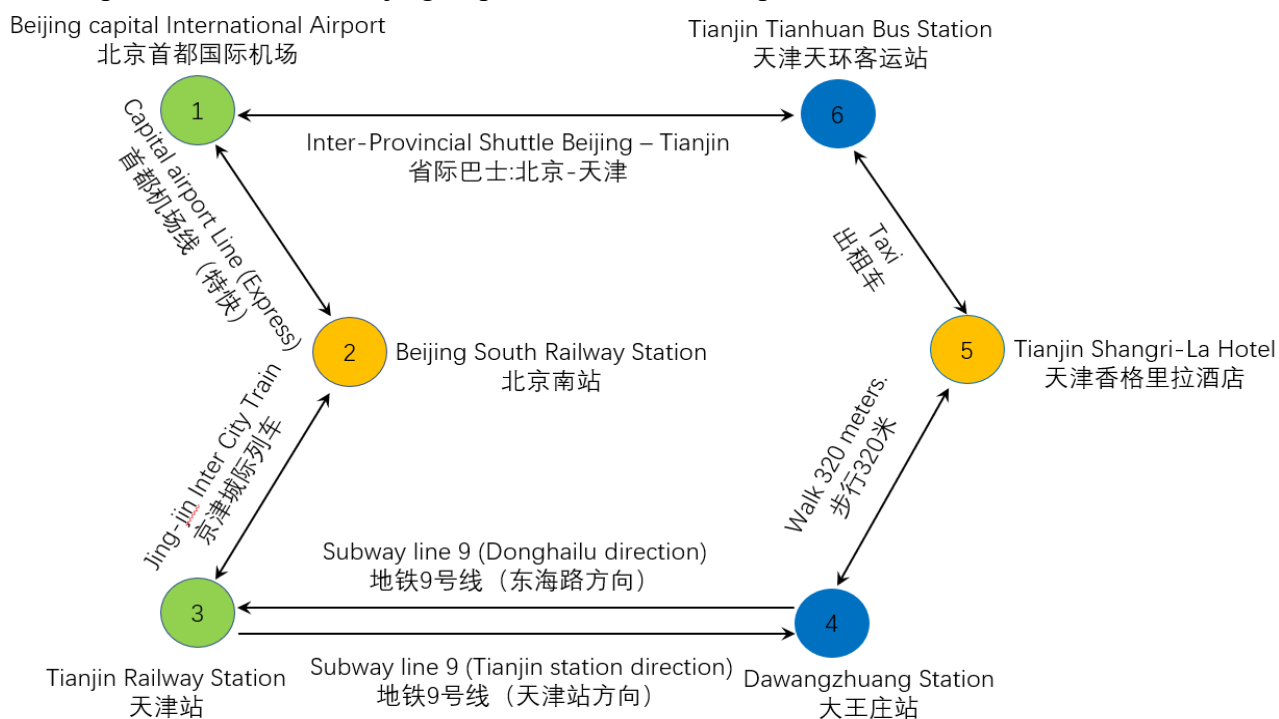 Beijing capital International Airport
北京首都国际机场
Tianjin Tianhuan Bus Station
天津天环客运站
1
6
Inter-Provincial Shuttle Beijing – Tianjin
省际巴士:北京-天津
Capital airport Line (Express)
首都机场线（特快）
Taxi
出租车
2
Beijing South Railway Station
北京南站
5
Tianjin Shangri-La Hotel
天津香格里拉酒店
Jing-jin Inter City Train
京津城际列车
Walk 320 meters.
步行320米
Subway line 9 (Donghailu direction)
地铁9号线（东海路方向）
3
4
Subway line 9 (Tianjin station direction)
地铁9号线（天津站方向）
Tianjin Railway Station
天津站
Dawangzhuang Station
大王庄站